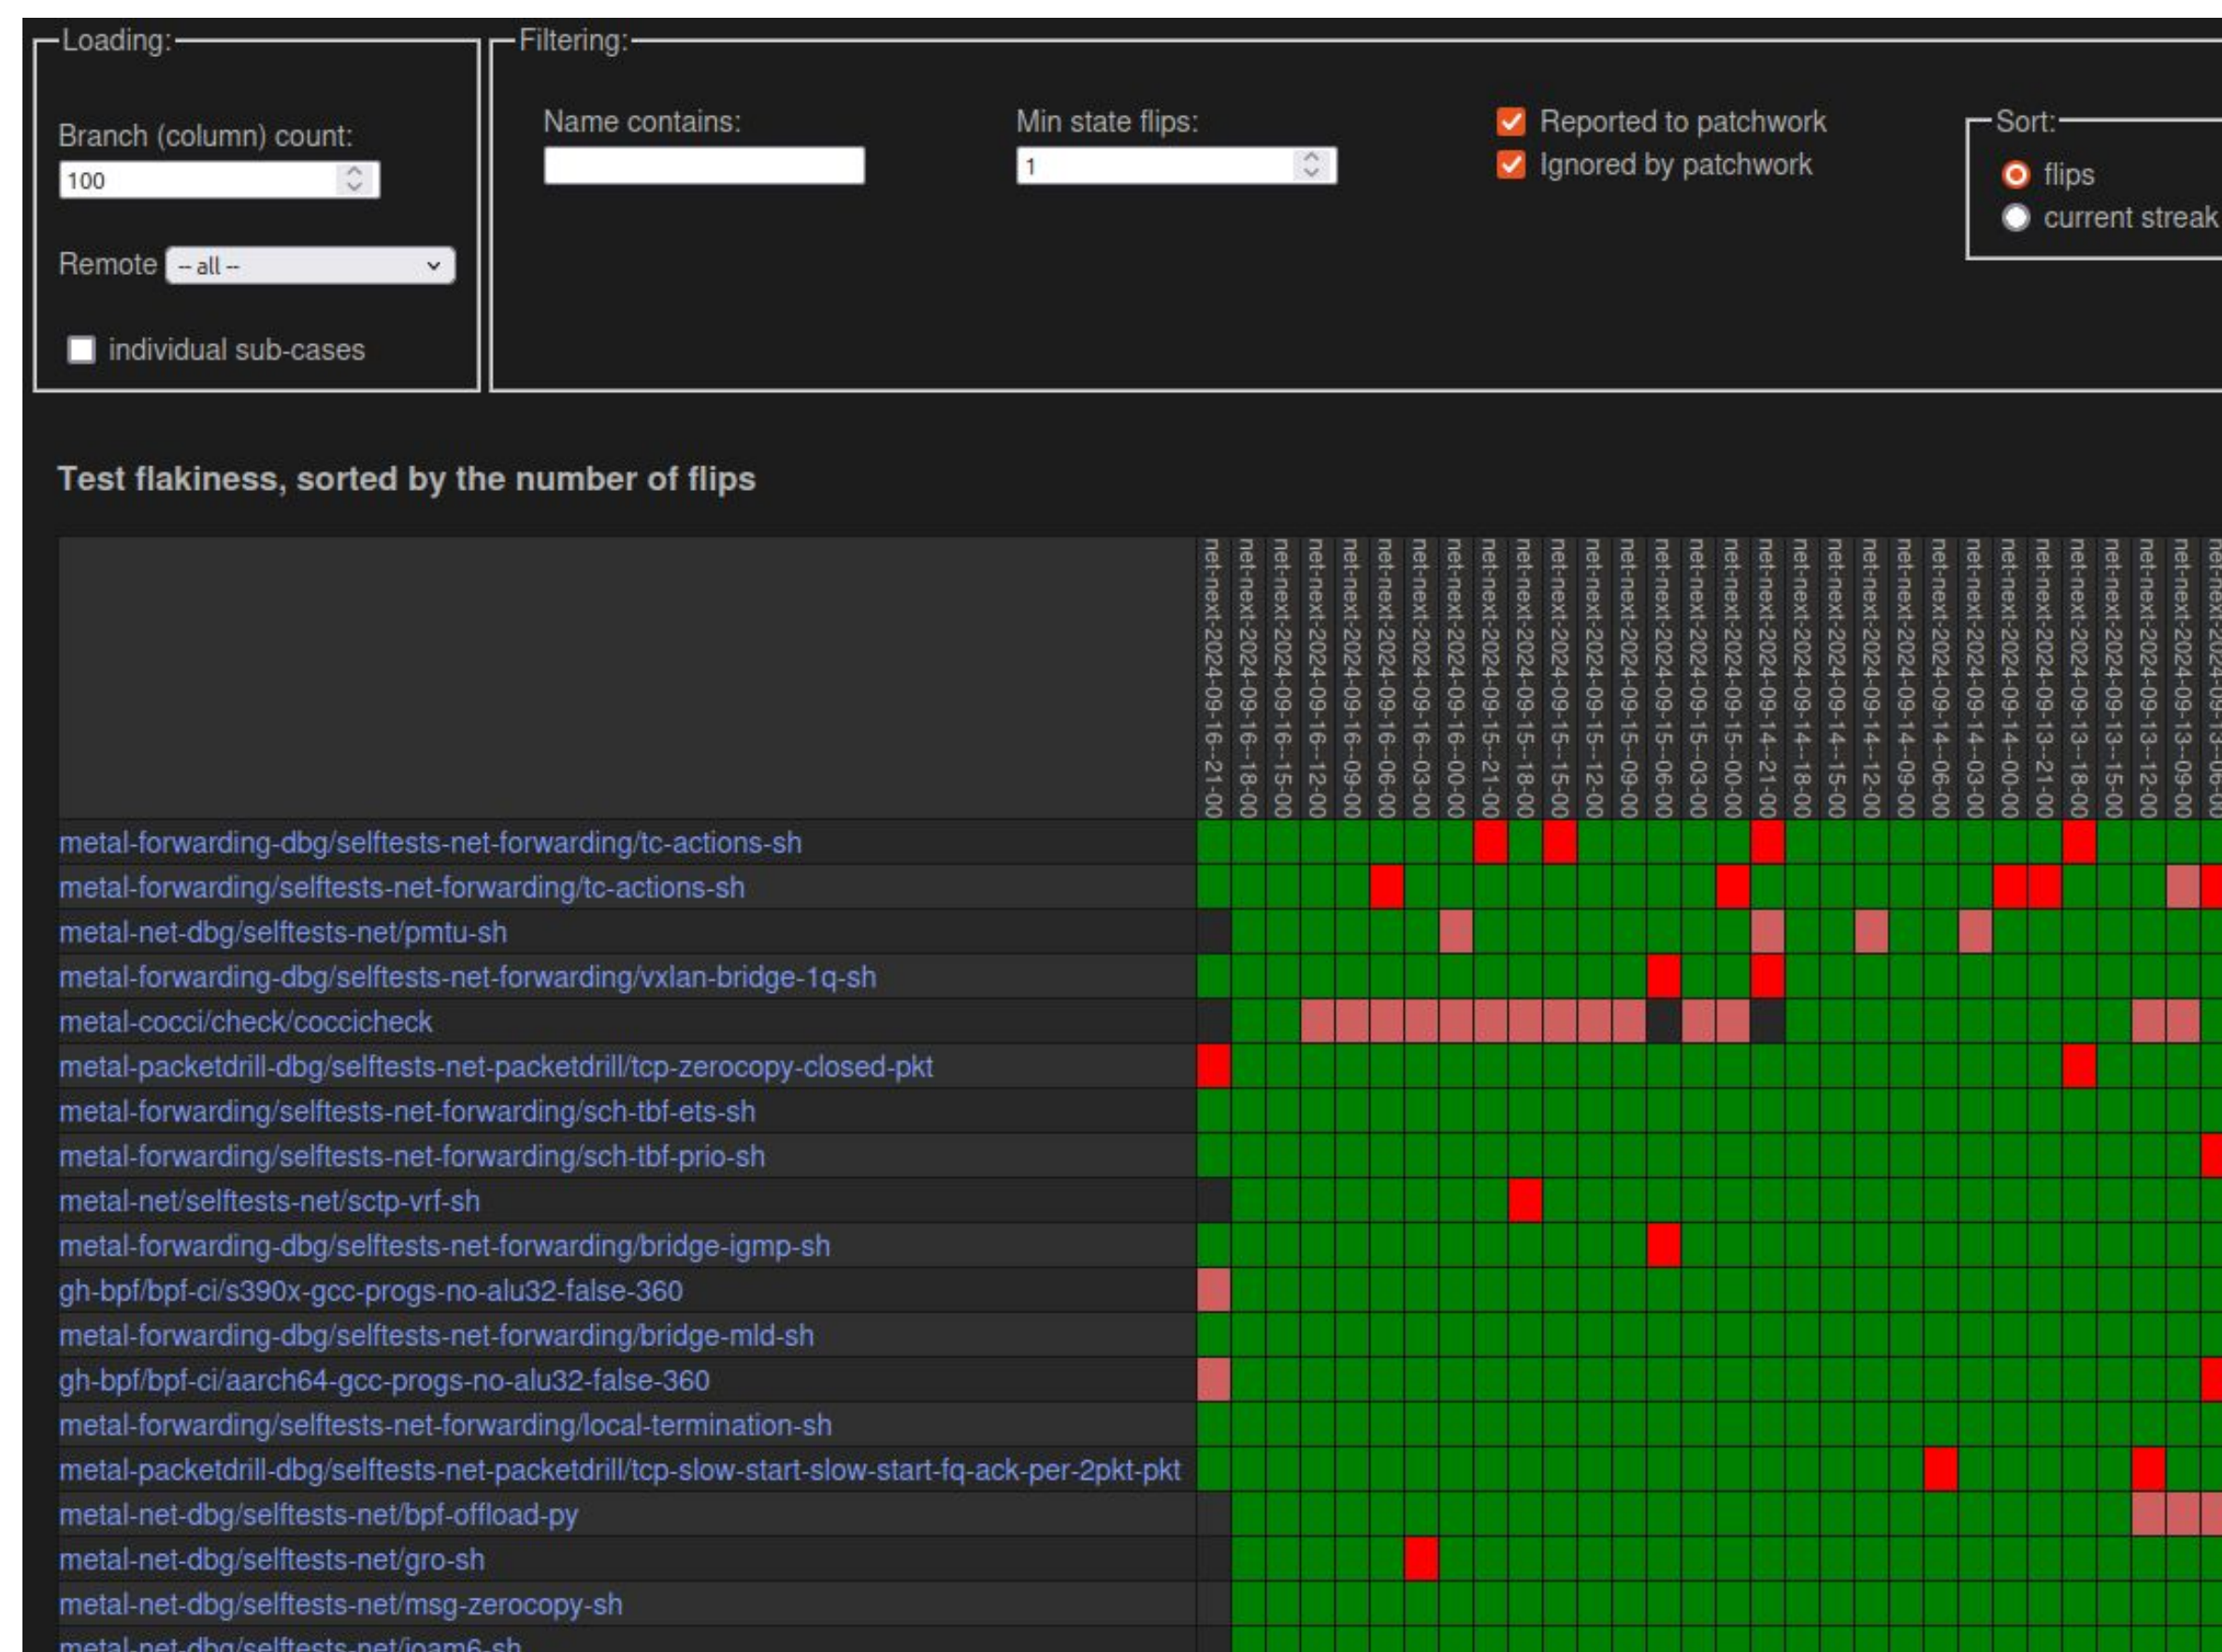 Loading:
Filtering:
Branch (column) count:
100
Remote
-- all --
individual sub-cases
Name contains:
Min state flips:
1
Reported to patchwork
Ignored by patchwork
Sort:
flips
current streak
Test flakiness, sorted by the number of flips
net-next-2024-09-16--21-00
net-next-2024-09-16--18-00
net-next-2024-09-16--15-00
net-next-2024-09-16--12-00
net-next-2024-09-16--09-00
net-next-2024-09-16--06-00
net-next-2024-09-16--03-00
net-next-2024-09-16--00-00
net-next-2024-09-15--21-00
net-next-2024-09-15--18-00
net-next-2024-09-15--15-00
net-next-2024-09-15--12-00
net-next-2024-09-15--09-00
net-next-2024-09-15--06-00
net-next-2024-09-15--03-00
net-next-2024-09-15--00-00
net-next-2024-09-14--21-00
net-next-2024-09-14--18-00
net-next-2024-09-14--15-00
net-next-2024-09-14--12-00
net-next-2024-09-14--09-00
net-next-2024-09-14--06-00
net-next-2024-09-14--03-00
net-next-2024-09-14--00-00
net-next-2024-09-13--21-00
net-next-2024-09-13--18-00
net-next-2024-09-13--15-00
net-next-2024-09-13--12-00
net-next-2024-09-13--09-00
net-next-2024-09-13--06-00
metal-forwarding-dbg/selftests-net-forwarding/tc-actions-sh
metal-forwarding/selftests-net-forwarding/tc-actions-sh
metal-net-dbg/selftests-net/pmtu-sh
metal-forwarding-dbg/selftests-net-forwarding/vxlan-bridge-1q-sh
metal-cocci/check/coccicheck
metal-packetdrill-dbg/selftests-net-packetdrill/tcp-zerocopy-closed-pkt
metal-forwarding/selftests-net-forwarding/sch-tbf-ets-sh
metal-forwarding/selftests-net-forwarding/sch-tbf-prio-sh
metal-net/selftests-net/sctp-vrf-sh
metal-forwarding-dbg/selftests-net-forwarding/bridge-igmp-sh
gh-bpf/bpf-ci/s390x-gcc-progs-no-alu32-false-360
metal-forwarding-dbg/selftests-net-forwarding/bridge-mld-sh
gh-bpf/bpf-ci/aarch64-gcc-progs-no-alu32-false-360
metal-forwarding/selftests-net-forwarding/local-termination-sh
metal-packetdrill-dbg/selftests-net-packetdrill/tcp-slow-start-slow-start-fq-ack-per-2pkt-pkt
metal-net-dbg/selftests-net/bpf-offload-py
metal-net-dbg/selftests-net/gro-sh
metal-net-dbg/selftests-net/msg-zerocopy-sh
metal-net-dbg/selftests-net/ioam6-sh